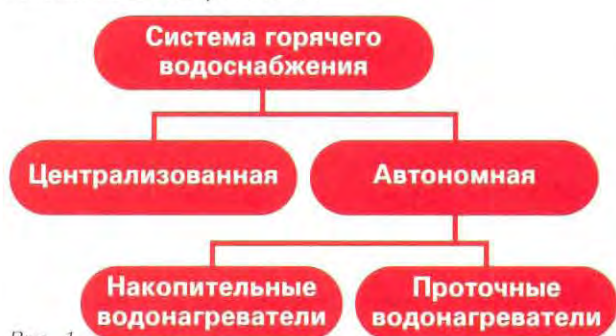 Система горячего
водоснабжения
Централизованная
Автономная
Накопительные
водонагреватели
Проточные
водонагреватели